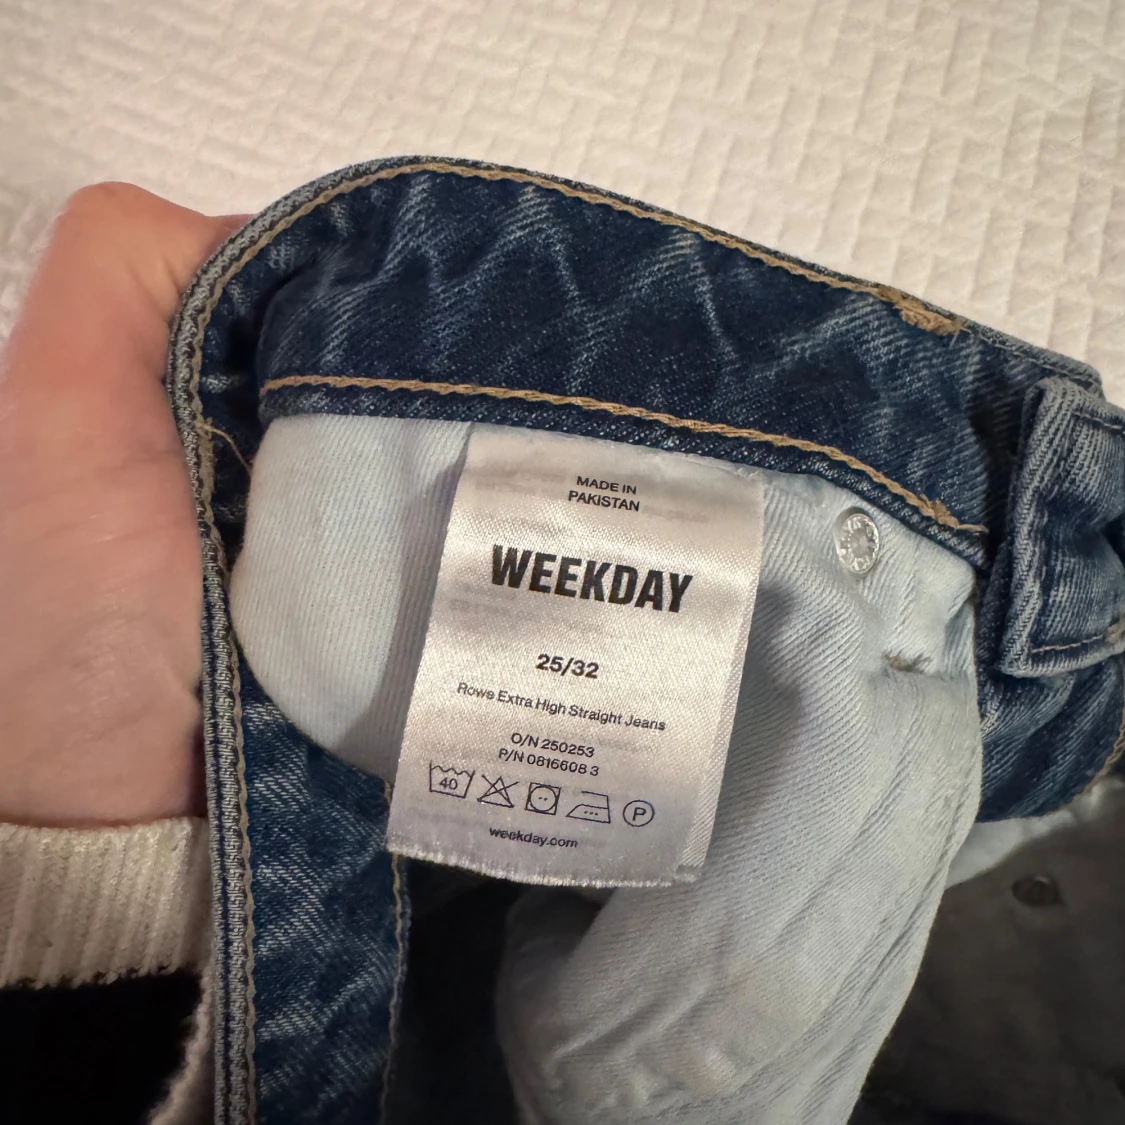 MADE IN
PAKISTAN
WEEKDAY
25/32
Rowe Extra High Straight Jeans
O/N 250253
P/N 0816608 3
40
P
weekday.com